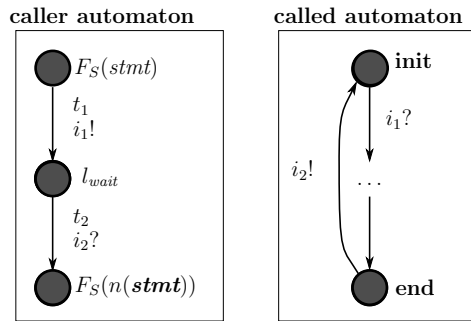 caller automaton
F_S(stmt)
t_1
i_1!
l_wait
t_2
i_2?
F_S(n(stmt))
called automaton
init
i_1?
i_2!
...
end